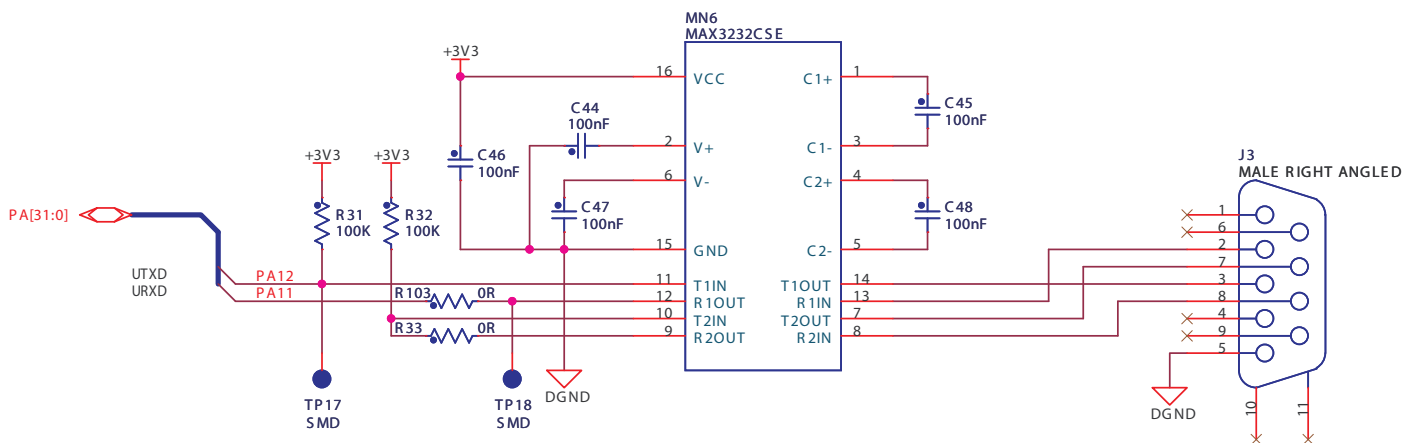 MN6
MAX3232CSE
+3V3
16
VCC
C1+
1
C44
100nF
C45
100nF
2
V+
C1-
3
C46
100nF
+3V3
+3V3
6
V-
C2+
4
J3
MALE RIGHT ANGLED
PA[31:0]
R31
100K
R32
100K
C47
100nF
C48
100nF
15
GND
C2-
5
UTXD
URXD
PA12
PA11
11
T1IN
T1OUT
14
R103
0R
12
R1OUT
R1IN
13
10
T2IN
T2OUT
7
R33
0R
9
R2OUT
R2IN
8
1
6
2
7
3
8
4
9
5
TP17
SMD
TP18
SMD
DGND
DGND
10
11